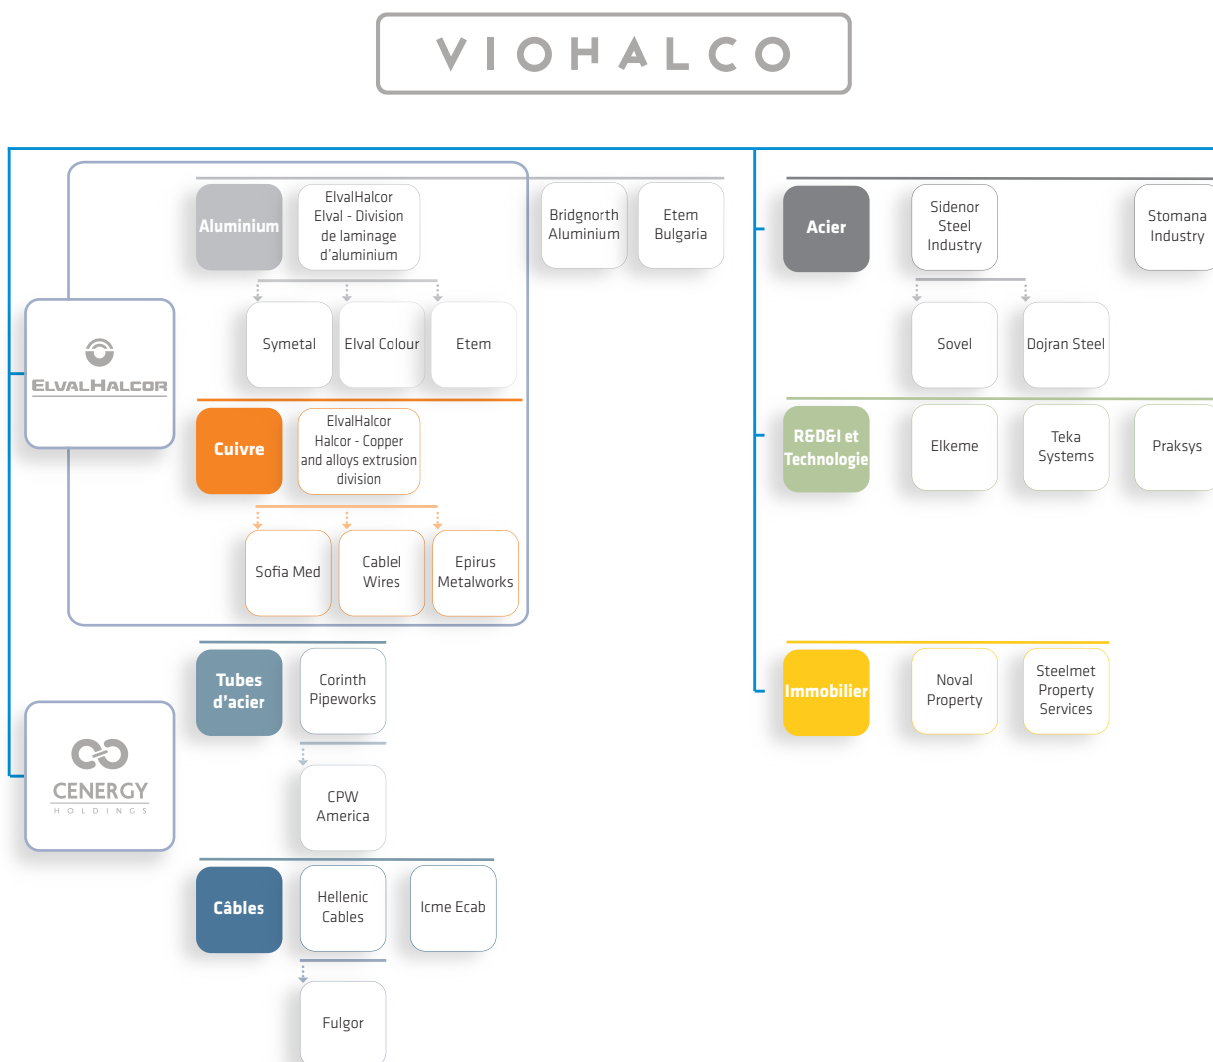 VIOHALCO
Aluminium
ElvalHalcor
Elval - Division
de laminage
d'aluminium
Bridgnorth
Aluminium
Etem
Bulgaria
Symetal
Elval Colour
Etem
ELVALHALCOR
Cuivre
ElvalHalcor
Halcor - Copper
and alloys extrusion
division
Sofia Med
Cablel
Wires
Epirus
Metalworks
Tubes
d'acier
Corinth
Pipeworks
CENERGY
HOLDINGS
CPW
America
Câbles
Hellenic
Cables
Icme Ecab
Fulgor
Acier
Sidenor
Steel
Industry
Stomana
Industry
Sovel
Dojran Steel
R&D&I et
Technologie
Elkeme
Teka
Systems
Praksys
Immobilier
Noval
Property
Steelmet
Property
Services